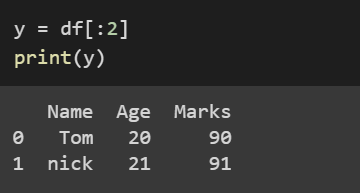 y = df[:2]
print(y)
Name Age Marks
0 Tom 20 90
1 nick 21 91